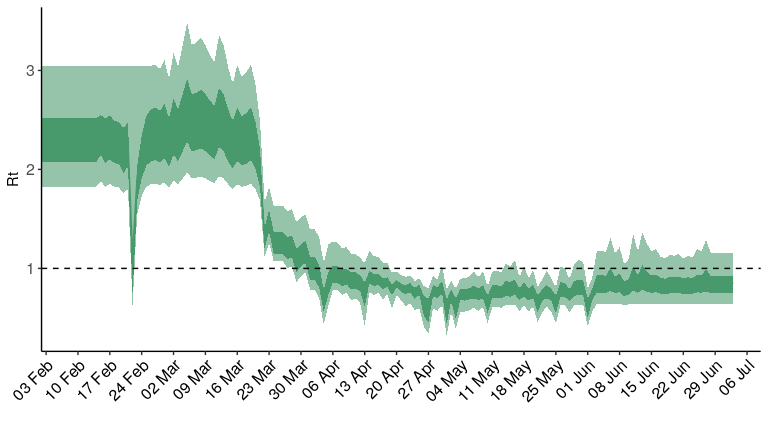 Rt
3
2
1
03 Feb
10 Feb
17 Feb
24 Feb
02 Mar
09 Mar
16 Mar
23 Mar
30 Mar
06 Apr
13 Apr
20 Apr
27 Apr
04 May
11 May
18 May
25 May
01 Jun
08 Jun
15 Jun
22 Jun
29 Jun
06 Jul